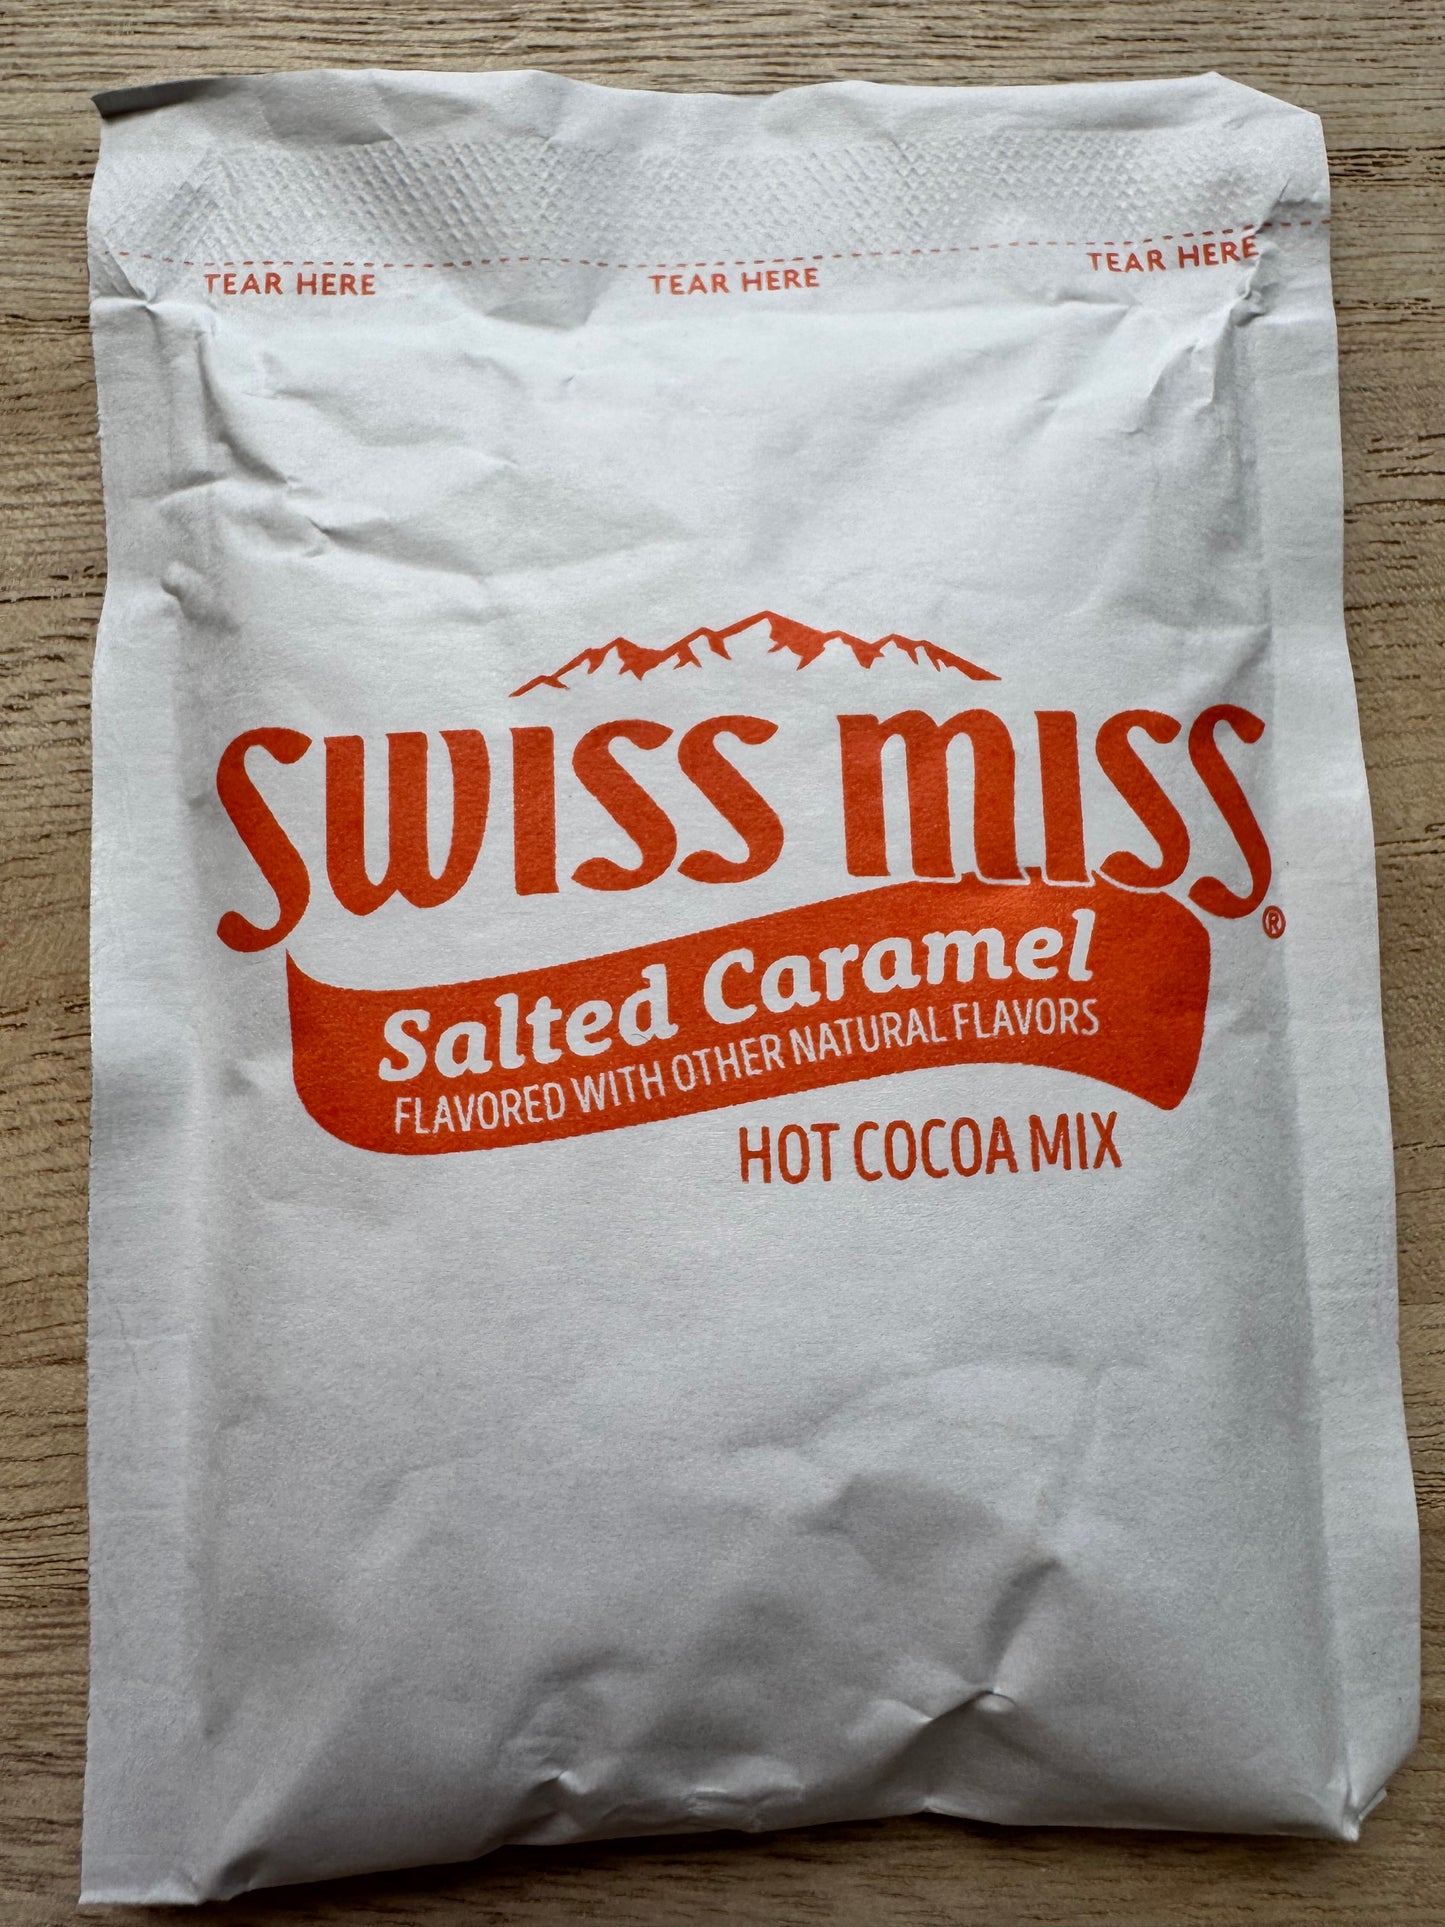 TEAR HERE TEAR HERE TEAR HERE
SWISS MISS®
Salted Caramel
FLAVORED WITH OTHER NATURAL FLAVORS
HOT COCOA MIX